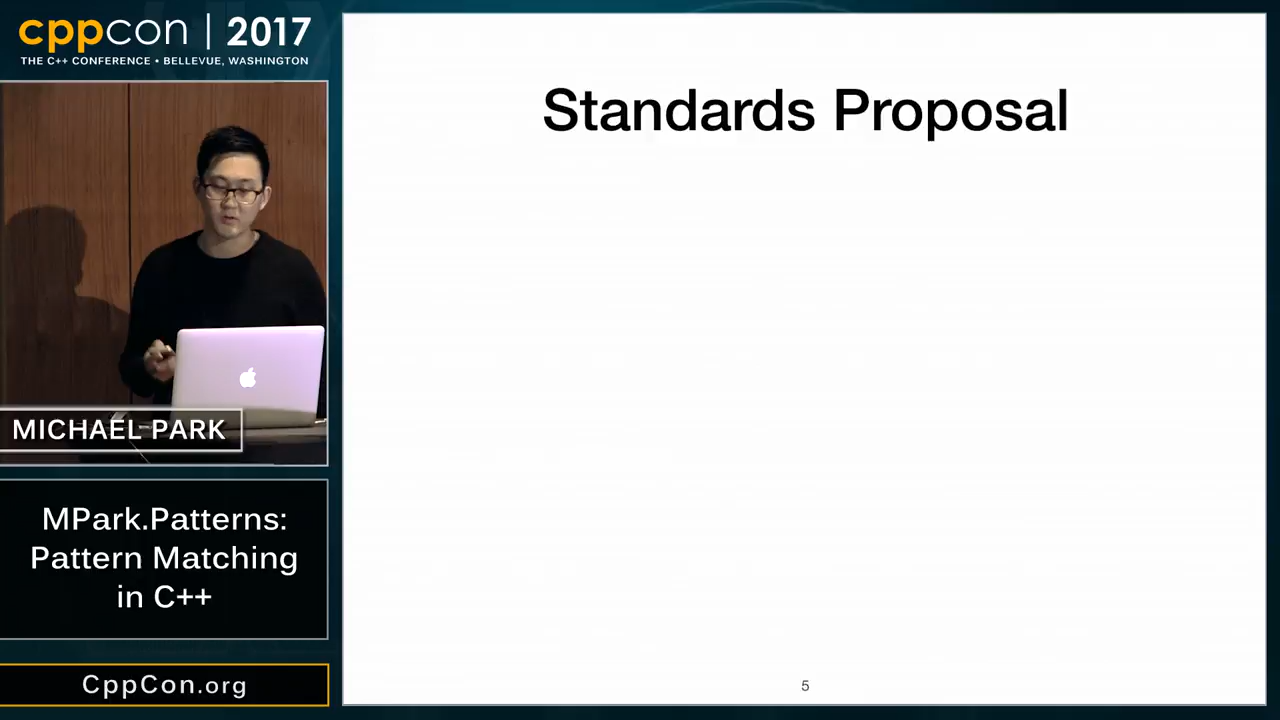 cppcon | 2017
THE C++ CONFERENCE • BELLEVUE, WASHINGTON
Standards Proposal
MICHAEL PARK
MPark.Patterns:
Pattern Matching
in C++
CppCon.org
5